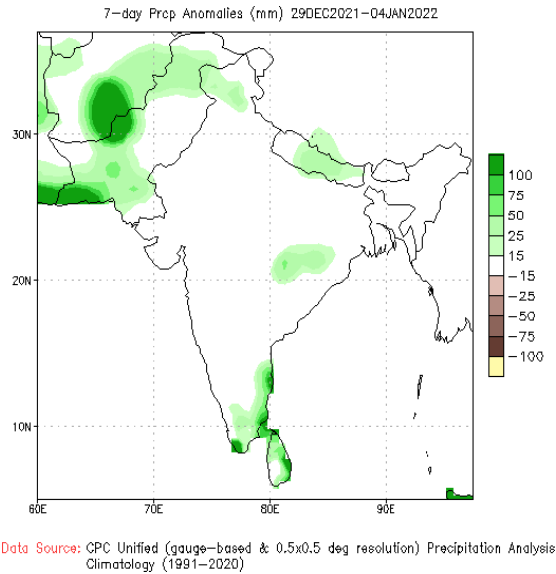 7-day Prcp Anomalies (mm) 29DEC2021-04JAN2022
30N
20N
10N
60E
70E
80E
90E
100
75
50
25
15
-15
-25
-50
-75
-100
Data Source: CPC Unified (gauge-based & 0.5x0.5 deg resolution) Precipitation Analysis
Climatology (1991-2020)